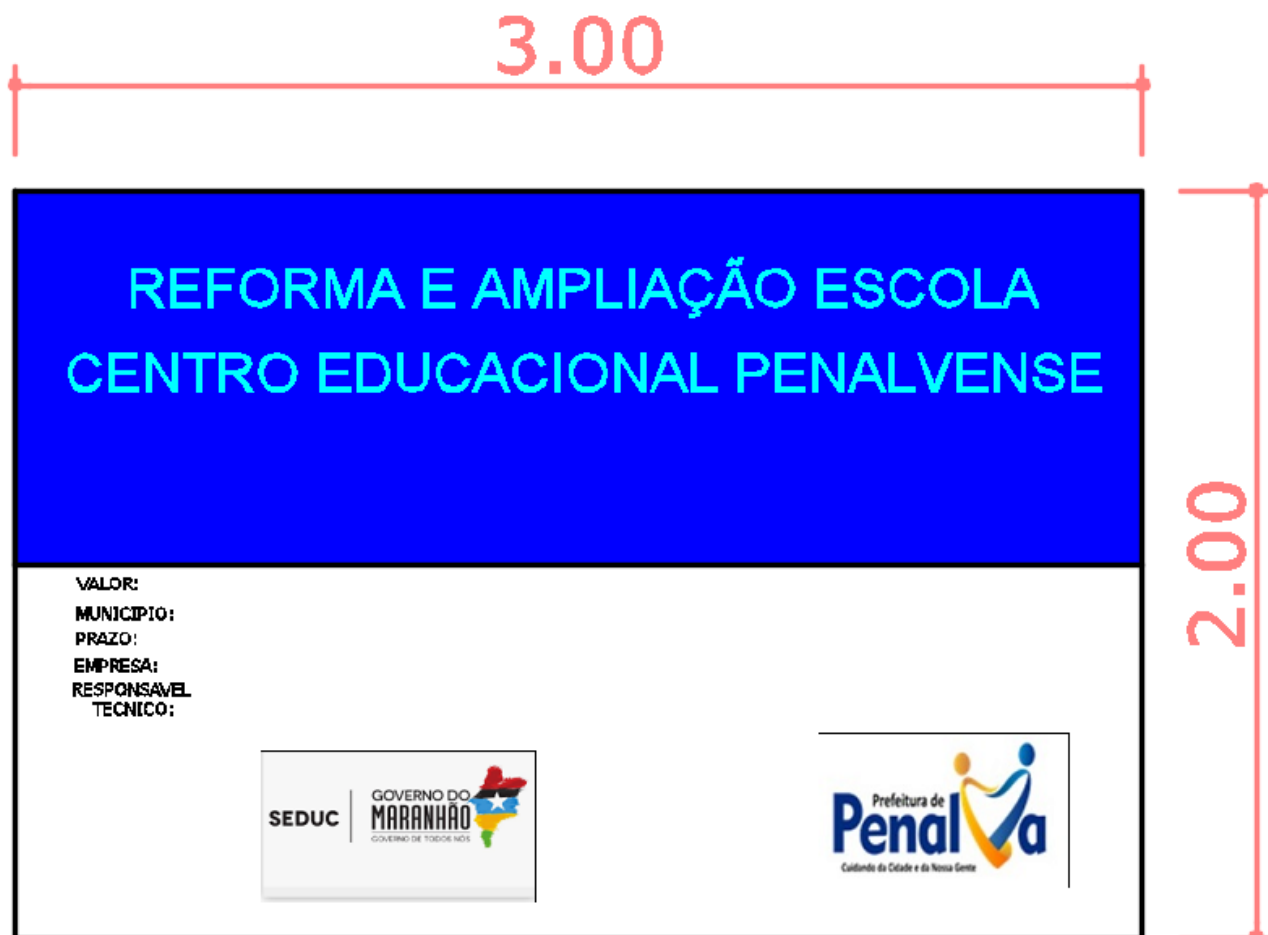 3.00
REFORMA E AMPLIAÇÃO ESCOLA
CENTRO EDUCACIONAL PENALVENSE
2.00
VALOR:
MUNICIPIO:
PRAZO:
EMPRESA:
RESPONSAVEL
TECNICO:
SEDUC
GOVERNO DO
MARANHÃO
GOVERNO DE TODOS NÓS
Prefeitura de
Penalva
Cuidando da Cidade e da Nossa Gente